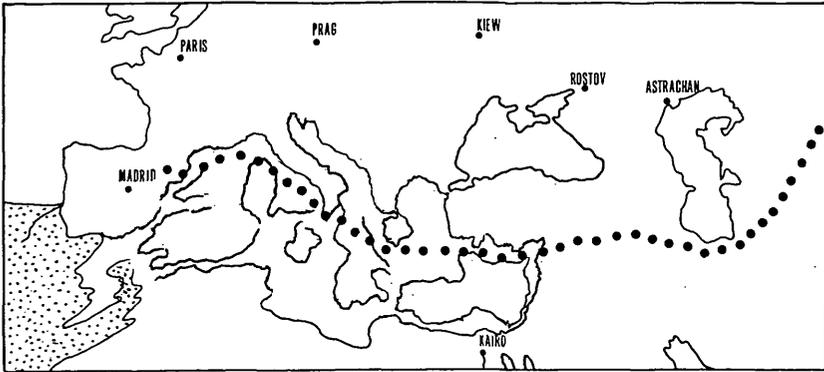 PARIS
PRAG
KIEW
ROSTOV
ASTRACHAN
MADRID
KAIRO